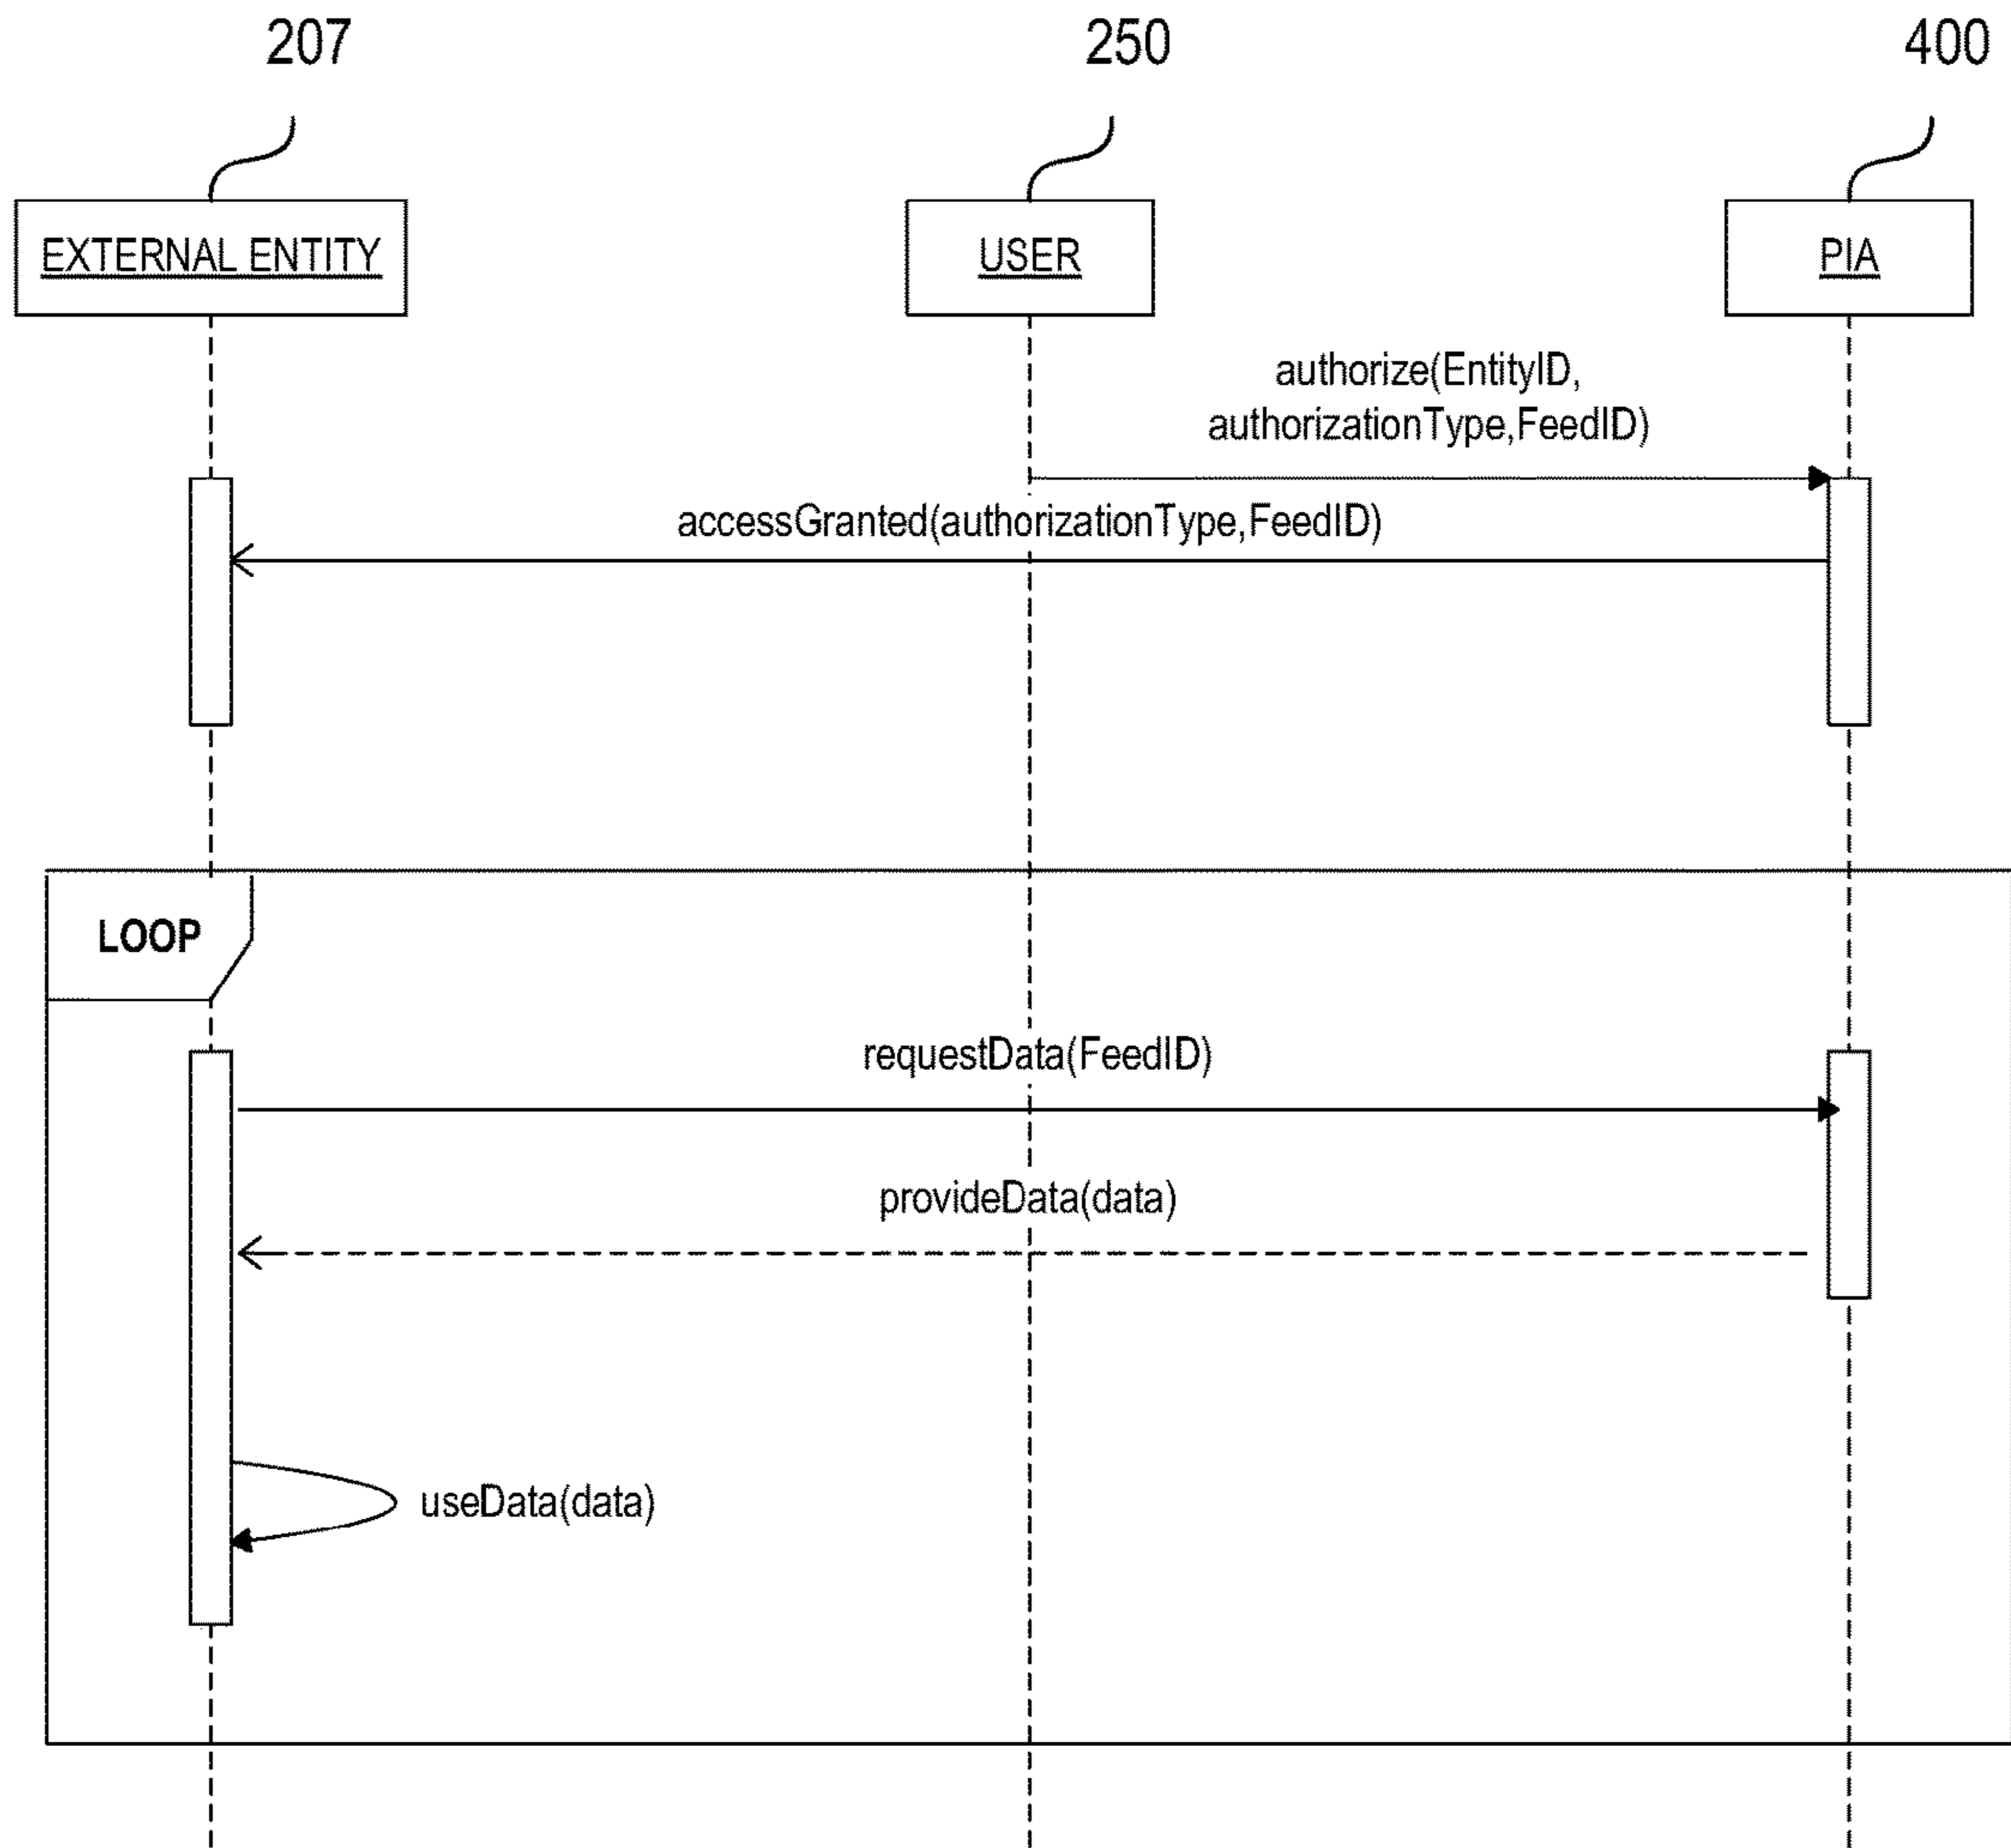 207
250
400
EXTERNAL ENTITY
USER
PIA
authorize(EntityID,
authorizationType,FeedID)
accessGranted(authorizationType,FeedID)
LOOP
requestData(FeedID)
provideData(data)
useData(data)